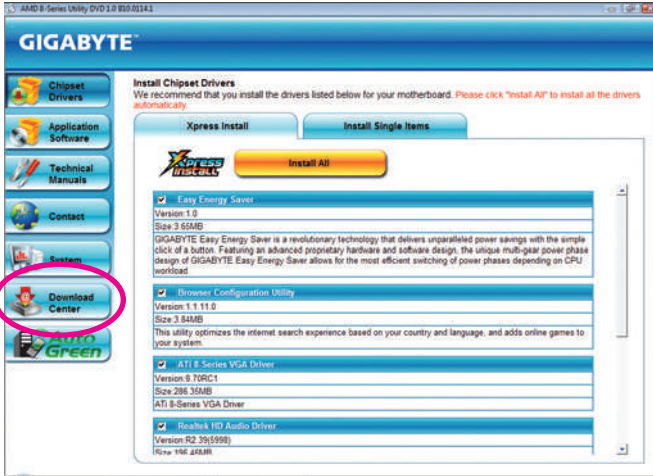 AMD 8-Series Utility DVD 1.0 B10.0114.1
GIGABYTE™
Chipset
Drivers
Application
Software
Technical
Manuals
Contact
System
Download
Center
Auto
Green
Install Chipset Drivers
We recommend that you install the drivers listed below for your motherboard. Please click "Install All" to install all the drivers
automatically.
Xpress Install
Install Single Items
Xpress
INSTALL
Install All
Easy Energy Saver
Version:1.0
Size:3.65MB
GIGABYTE Easy Energy Saver is a revolutionary technology that delivers unparalleled power savings with the simple
click of a button. Featuring an advanced proprietary hardware and software design, the unique multi-gear power phase
design of GIGABYTE Easy Energy Saver allows for the most efficient switching of power phases depending on CPU
workload
Browser Configuration Utility
Version:1.1.11.0
Size:3.84MB
This utility optimizes the internet search experience based on your country and language, and adds online games to
your system.
ATI 8-Series VGA Driver
Version:8.70RC1
Size:286.35MB
ATI 8-Series VGA Driver
Realtek HD Audio Driver
Version:R2.39(5998)
Size:196.46MB